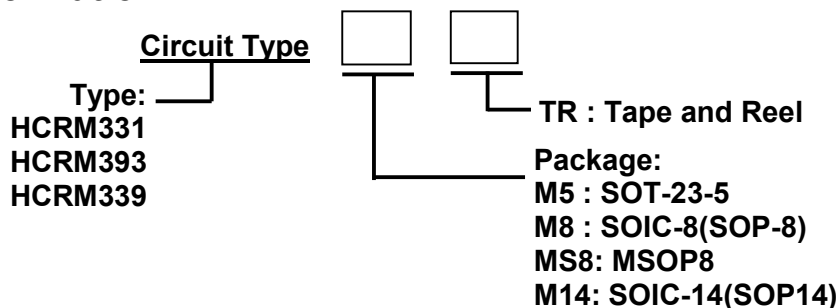 Circuit Type
Type:
HCRM331
HCRM393
HCRM339
TR : Tape and Reel
Package:
M5 : SOT-23-5
M8 : SOIC-8(SOP-8)
MS8: MSOP8
M14: SOIC-14(SOP14)